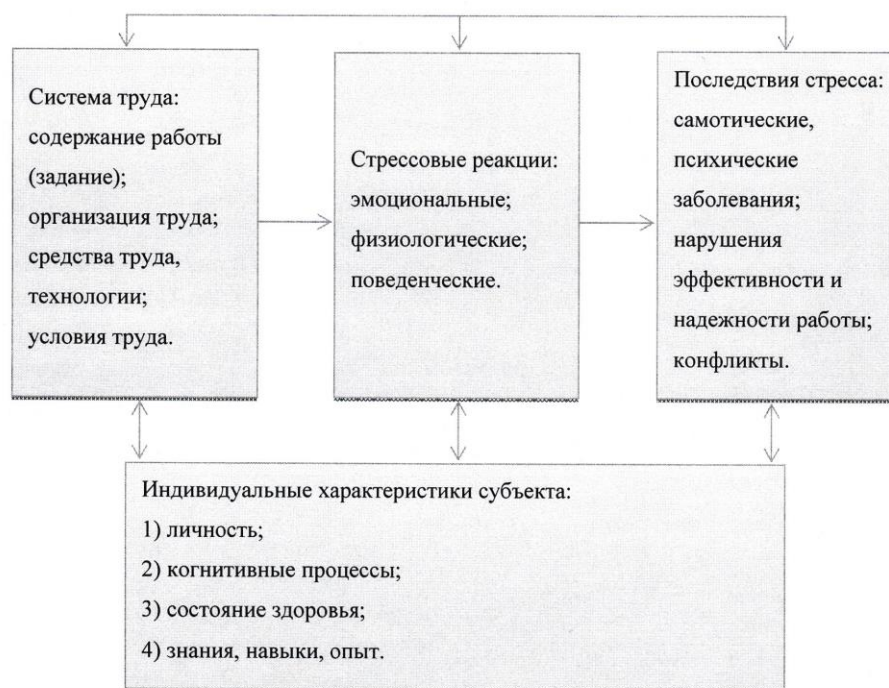 Система труда:
содержание работы
(задание);
организация труда;
средства труда,
технологии;
условия труда.
Стрессовые реакции:
эмоциональные;
физиологические;
поведенческие.
Последствия стресса:
самотические,
психические
заболевания;
нарушения
эффективности и
надежности работы;
конфликты.
Индивидуальные характеристики субъекта:
1) личность;
2) когнитивные процессы;
3) состояние здоровья;
4) знания, навыки, опыт.